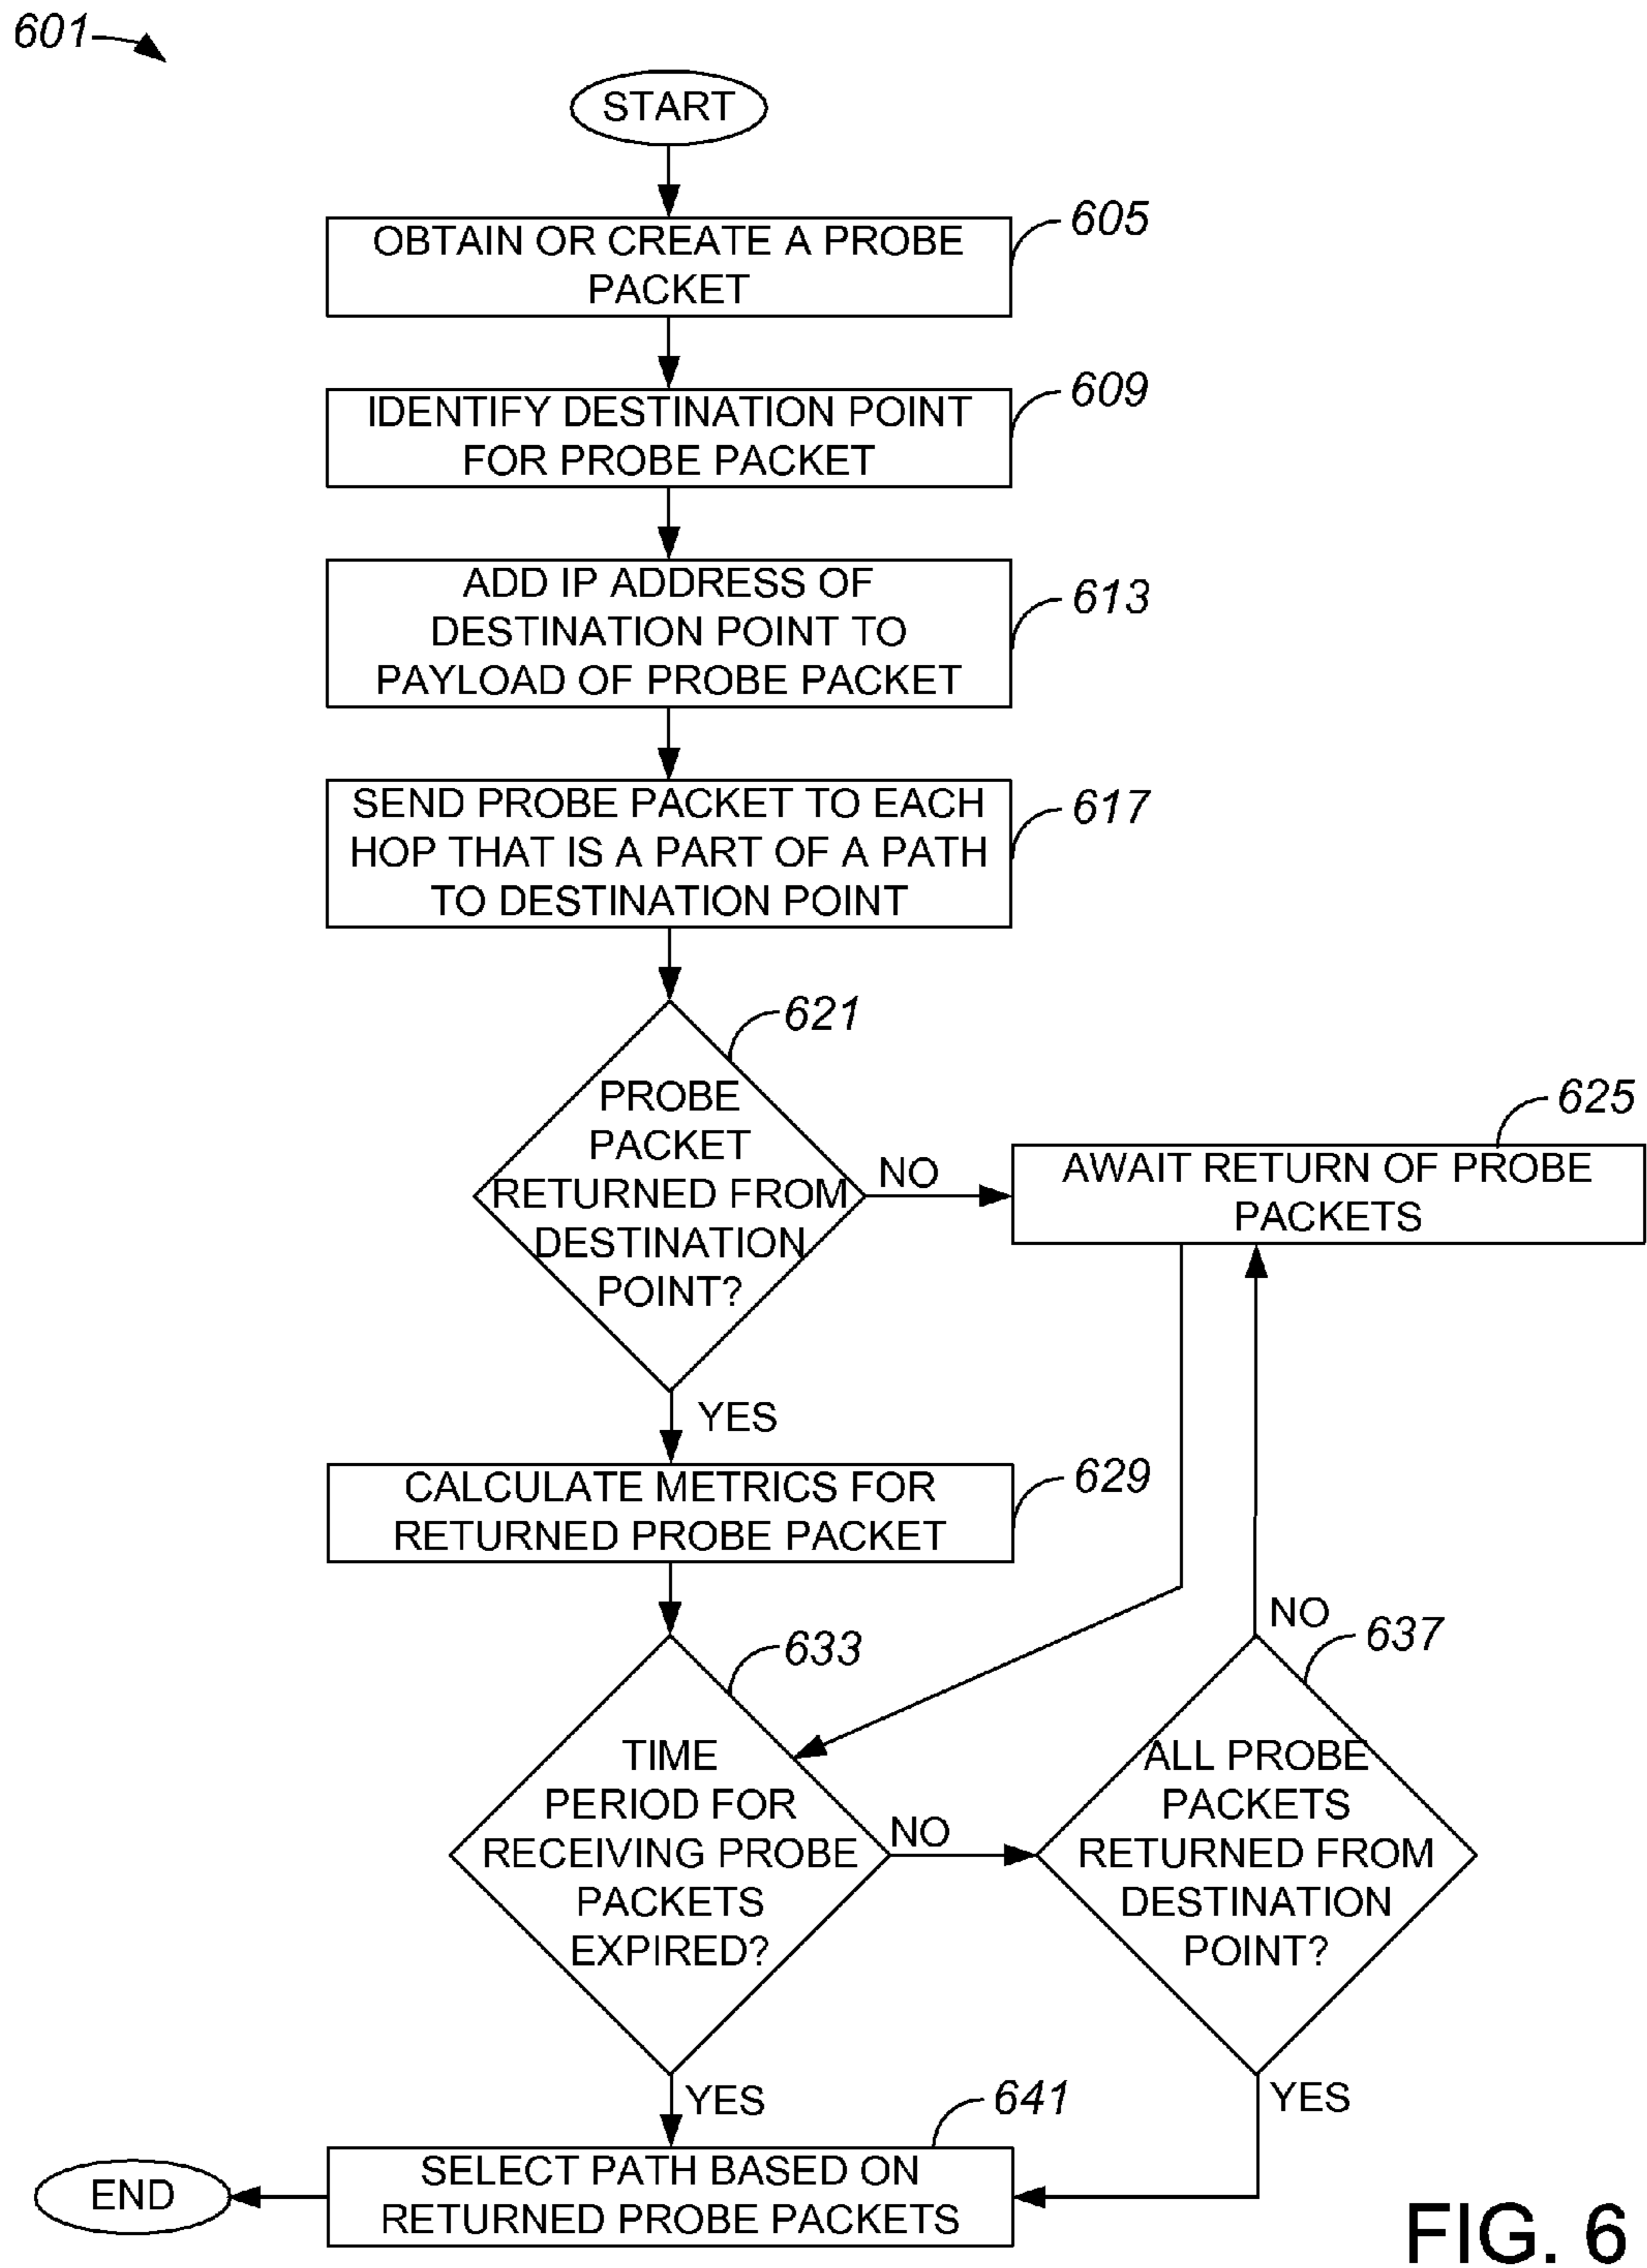 601
START
OBTAIN OR CREATE A PROBE
PACKET
605
IDENTIFY DESTINATION POINT
FOR PROBE PACKET
609
ADD IP ADDRESS OF
DESTINATION POINT TO
PAYLOAD OF PROBE PACKET
613
SEND PROBE PACKET TO EACH
HOP THAT IS A PART OF A PATH
TO DESTINATION POINT
617
621
PROBE
PACKET
RETURNED FROM
DESTINATION
POINT?
NO
625
AWAIT RETURN OF PROBE
PACKETS
YES
CALCULATE METRICS FOR
RETURNED PROBE PACKET
629
633
TIME
PERIOD FOR
RECEIVING PROBE
PACKETS
EXPIRED?
NO
NO
637
ALL PROBE
PACKETS
RETURNED FROM
DESTINATION
POINT?
YES
YES
641
SELECT PATH BASED ON
RETURNED PROBE PACKETS
END
FIG. 6